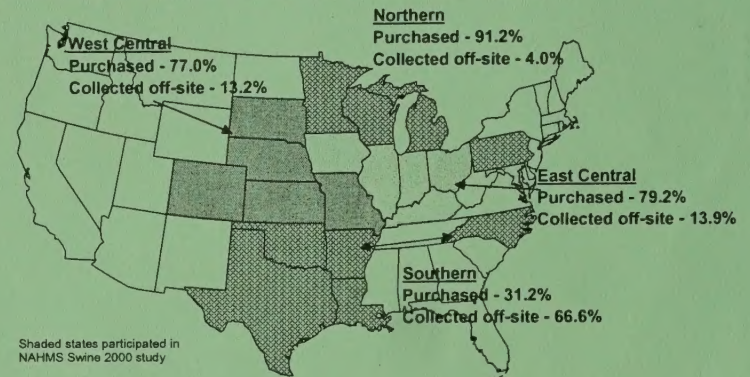 Northern
Purchased - 91.2%
Collected off-site - 4.0%
West Central
Purchased - 77.0%
Collected off-site - 13.2%
East Central
Purchased - 79.2%
Collected off-site - 13.9%
Southern
Purchased - 31.2%
Collected off-site - 66.6%
Shaded states participated in
NAHMS Swine 2000 study